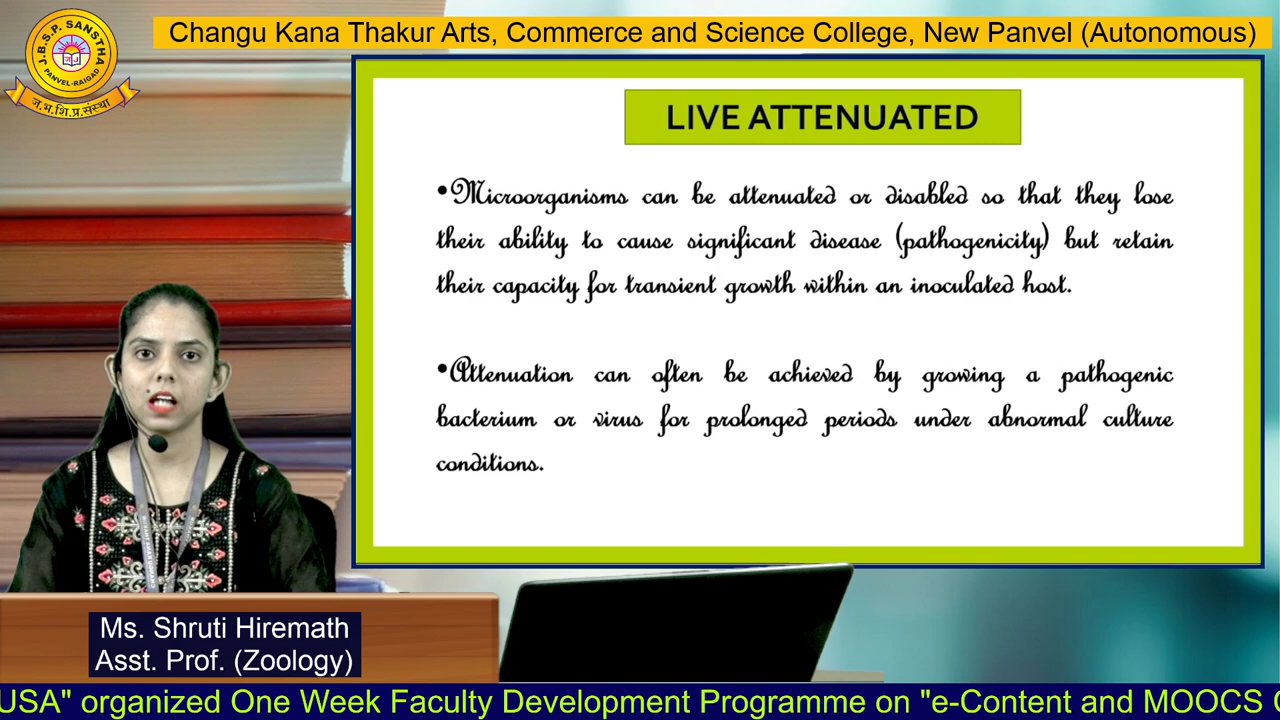 J.B.S.P. SANSTHA
PANVEL-RAIGAD
ज.भ.शि.प्र.संस्था
Changu Kana Thakur Arts, Commerce and Science College, New Panvel (Autonomous)
LIVE ATTENUATED
•Microorganisms can be attenuated or disabled so that they lose
their ability to cause significant disease (pathogenicity) but retain
their capacity for transient growth within an inoculated host.
•Attenuation can often be achieved by growing a pathogenic
bacterium or virus for prolonged periods under abnormal culture
conditions.
Ms. Shruti Hiremath
Asst. Prof. (Zoology)
USA" organized One Week Faculty Development Programme on "e-Content and MOOCS